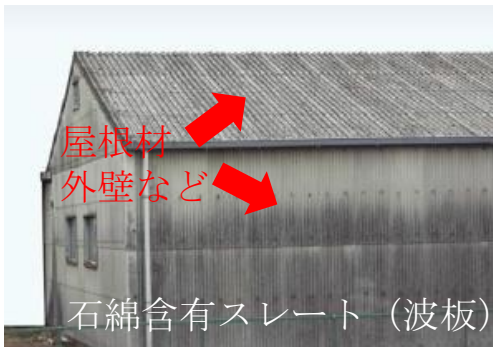 屋根材
外壁など
石綿含有スレート（波板）